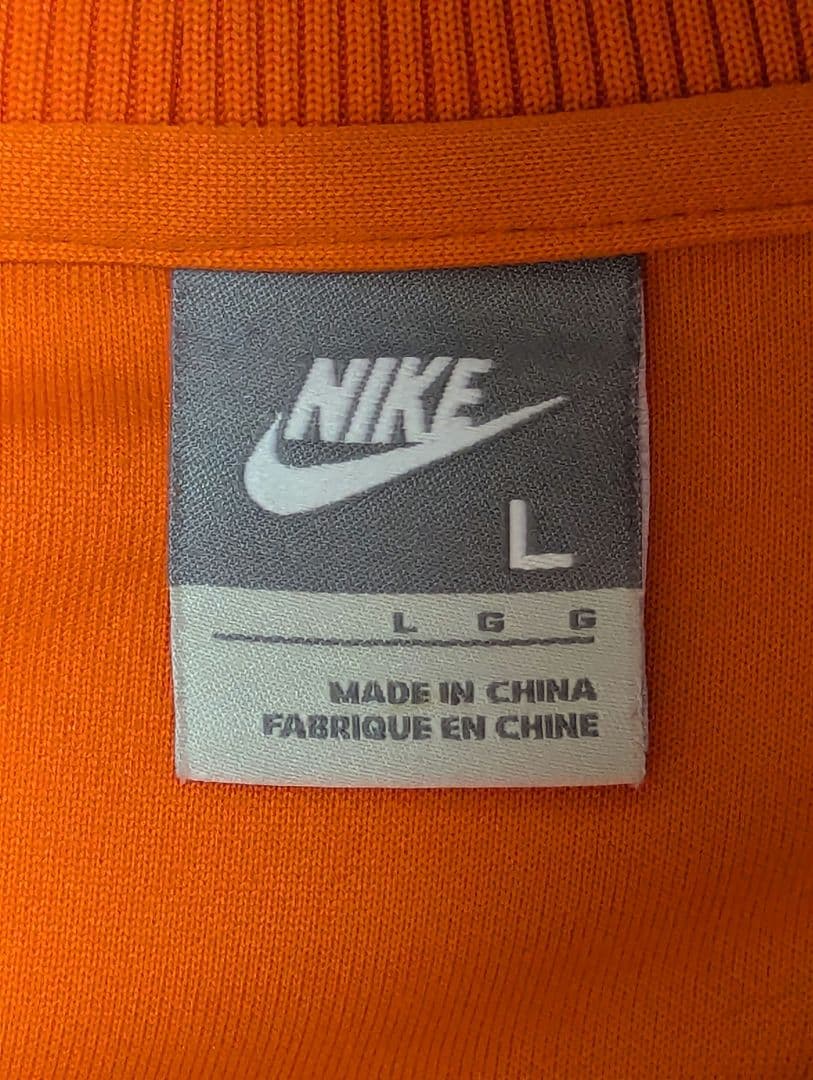 NIKE
L
L G G
MADE IN CHINA
FABRIQUE EN CHINE